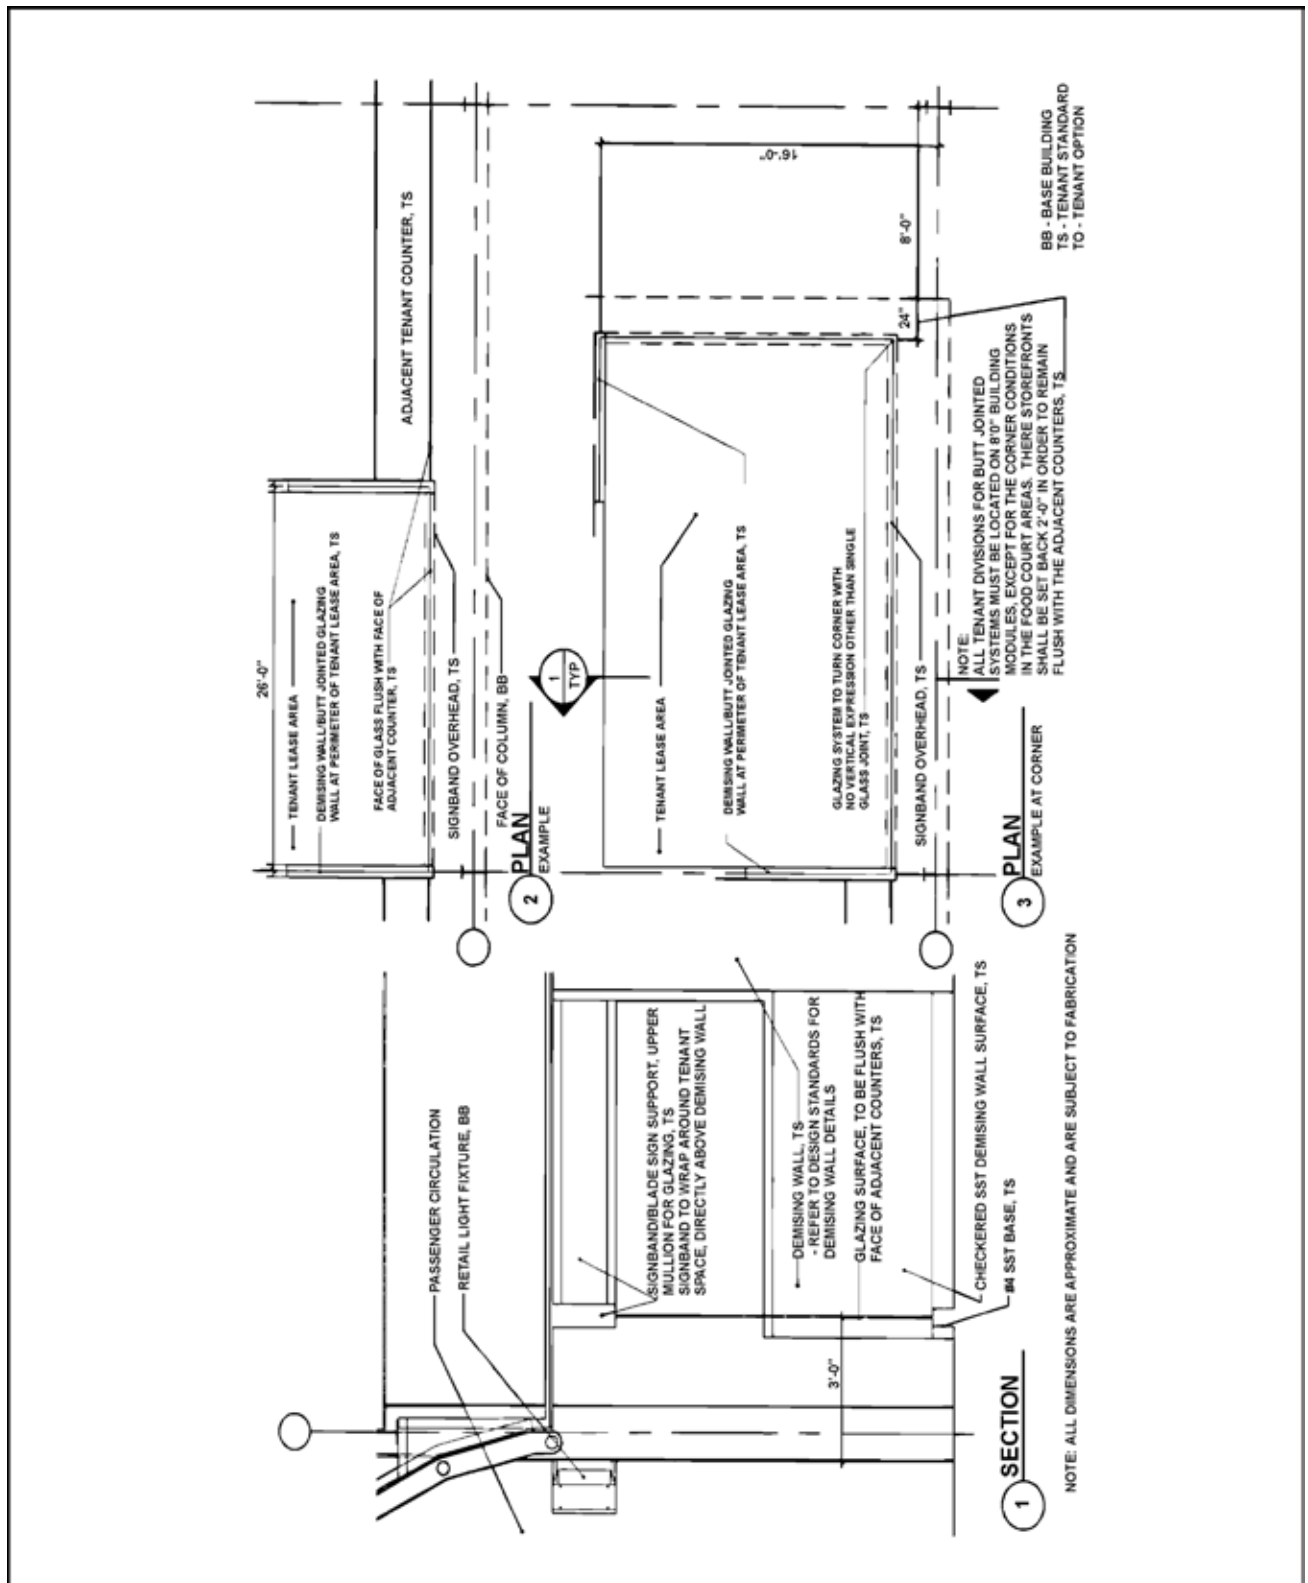 PASSENGER CIRCULATION
RETAIL LIGHT FIXTURE, BB
SIGNBAND/BLADE SIGN SUPPORT, UPPER
MULLION FOR GLAZING, TS
SIGNBAND TO WRAP AROUND TENANT
SPACE, DIRECTLY ABOVE DEMISING WALL
DEMISING WALL, TS
- REFER TO DESIGN STANDARDS FOR
DEMISING WALL DETAILS
GLAZING SURFACE, TO BE FLUSH WITH
FACE OF ADJACENT COUNTERS, TS
3'-0"
CHECKERED SST DEMISING WALL SURFACE, TS
#4 SST BASE, TS
1
SECTION
NOTE: ALL DIMENSIONS ARE APPROXIMATE AND ARE SUBJECT TO FABRICATION
26'-0"
TENANT LEASE AREA
DEMISING WALL/BUTT JOINTED GLAZING
WALL AT PERIMETER OF TENANT LEASE AREA, TS
FACE OF GLASS FLUSH WITH FACE OF
ADJACENT COUNTER, TS
ADJACENT TENANT COUNTER, TS
SIGNBAND OVERHEAD, TS
FACE OF COLUMN, BB
2
PLAN
EXAMPLE
1
TYP
TENANT LEASE AREA
DEMISING WALL/BUTT JOINTED GLAZING
WALL AT PERIMETER OF TENANT LEASE AREA, TS
GLAZING SYSTEM TO TURN CORNER WITH
NO VERTICAL EXPRESSION OTHER THAN SINGLE
GLASS JOINT, TS
SIGNBAND OVERHEAD, TS
16'-0"
24"
8'-0"
NOTE:
ALL TENANT DIVISIONS FOR BUTT JOINTED
SYSTEMS MUST BE LOCATED ON 8'0" BUILDING
MODULES, EXCEPT FOR THE CORNER CONDITIONS
IN THE FOOD COURT AREAS. THERE STOREFRONTS
SHALL BE SET BACK 2'-0" IN ORDER TO REMAIN
FLUSH WITH THE ADJACENT COUNTERS, TS
3
PLAN
EXAMPLE AT CORNER
BB - BASE BUILDING
TS - TENANT STANDARD
TO - TENANT OPTION